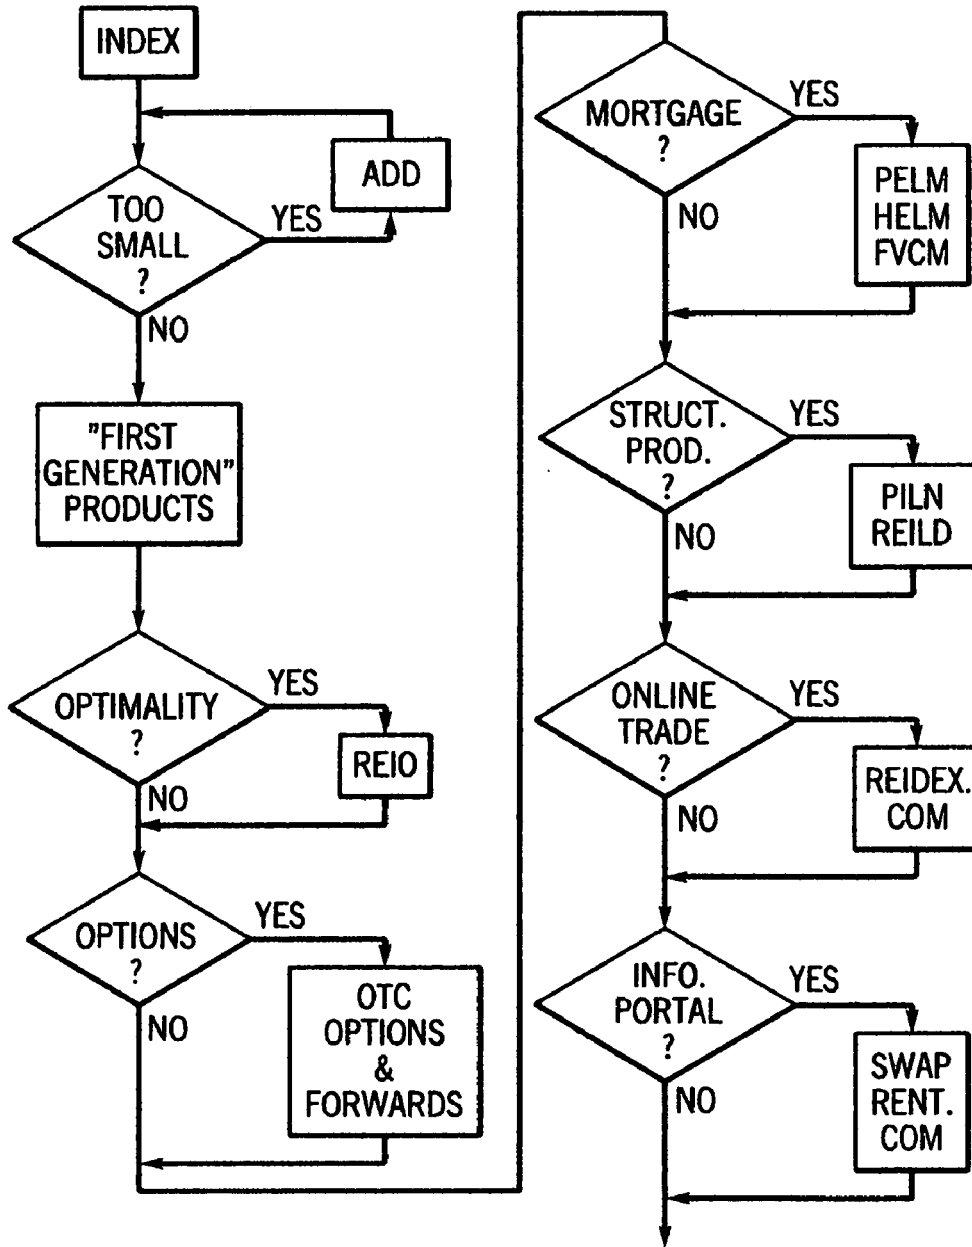 INDEX
ADD
TOO
SMALL
?
YES
NO
"FIRST
GENERATION"
PRODUCTS
OPTIMALITY
?
YES
REIO
NO
OPTIONS
?
YES
OTC
OPTIONS
&
FORWARDS
NO
MORTGAGE
?
YES
PELM
HELM
FVCM
NO
STRUCT.
PROD.
?
YES
PILN
REILD
NO
ONLINE
TRADE
?
YES
REIDEX.
COM
NO
INFO.
PORTAL
?
YES
SWAP
RENT.
COM
NO